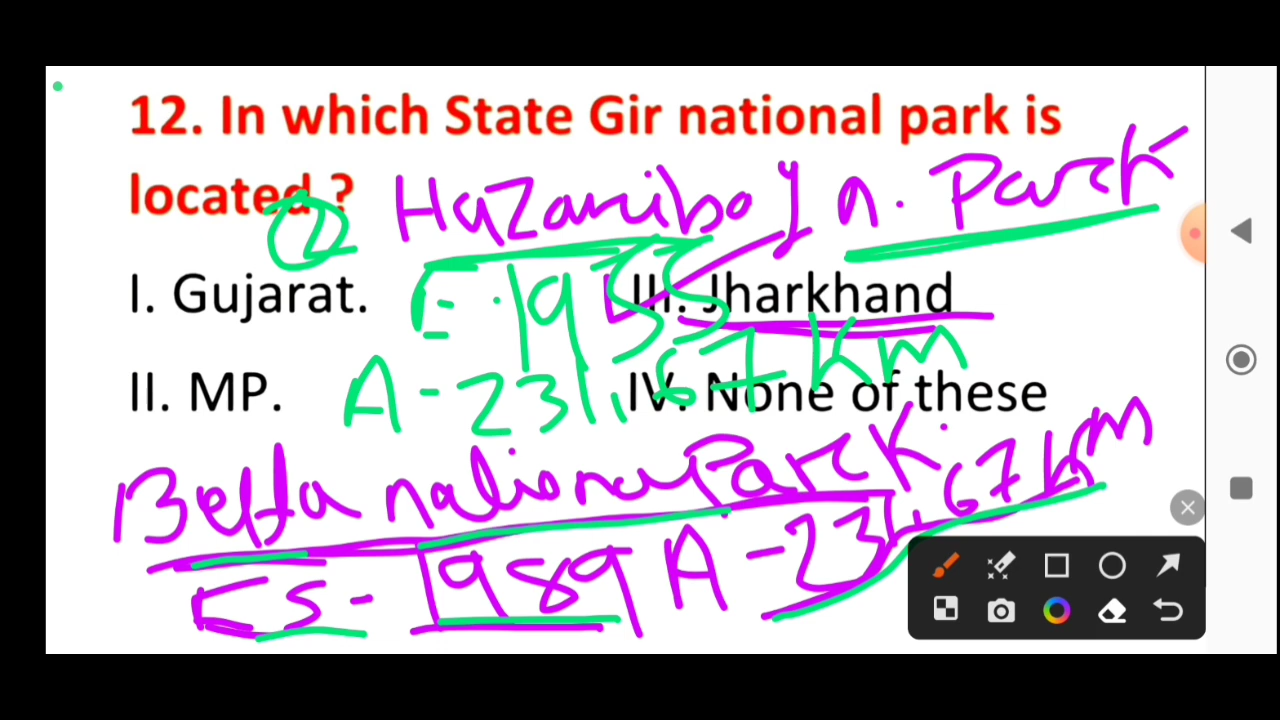 12. In which State Gir national park is
located ?
② Hazaribag n. Park
I. Gujarat. III. Jharkhand
E - 1955
II. MP. IV. None of these
A - 231.67 Km
Betla national Park
ES - 1989 A - 231.67 km